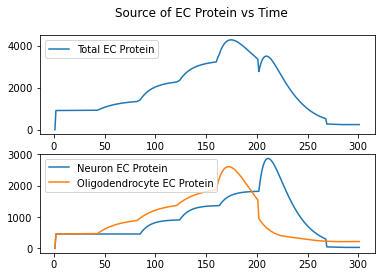 Source of EC Protein vs Time
Total EC Protein
4000
2000
0
0 50 100 150 200 250 300
3000
Neuron EC Protein
Oligodendrocyte EC Protein
2000
1000
0
0 50 100 150 200 250 300